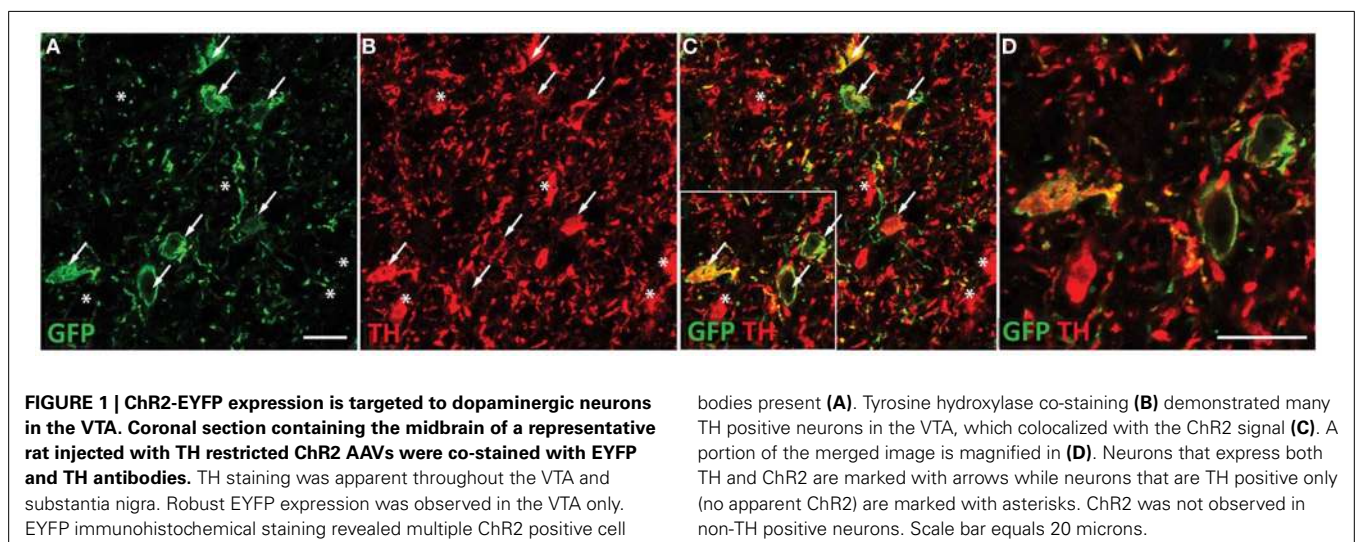 A
B
C
D
GFP
TH
GFP TH
GFP TH
FIGURE 1 | ChR2-EYFP expression is targeted to dopaminergic neurons
in the VTA. Coronal section containing the midbrain of a representative
rat injected with TH restricted ChR2 AAVs were co-stained with EYFP
and TH antibodies. TH staining was apparent throughout the VTA and
substantia nigra. Robust EYFP expression was observed in the VTA only.
EYFP immunohistochemical staining revealed multiple ChR2 positive cell
bodies present (A). Tyrosine hydroxylase co-staining (B) demonstrated many
TH positive neurons in the VTA, which colocalized with the ChR2 signal (C). A
portion of the merged image is magnified in (D). Neurons that express both
TH and ChR2 are marked with arrows while neurons that are TH positive only
(no apparent ChR2) are marked with asterisks. ChR2 was not observed in
non-TH positive neurons. Scale bar equals 20 microns.